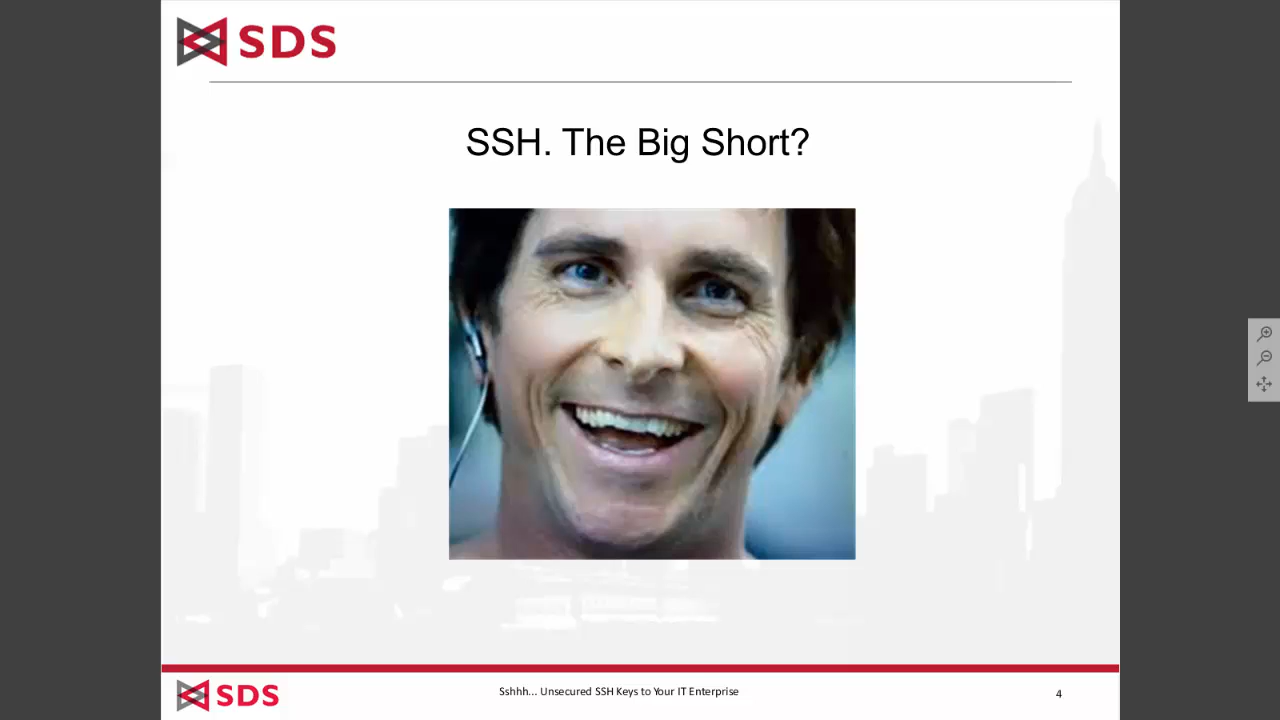 SDS
SSH. The Big Short?
SDS
Sshhh... Unsecured SSH Keys to Your IT Enterprise
4